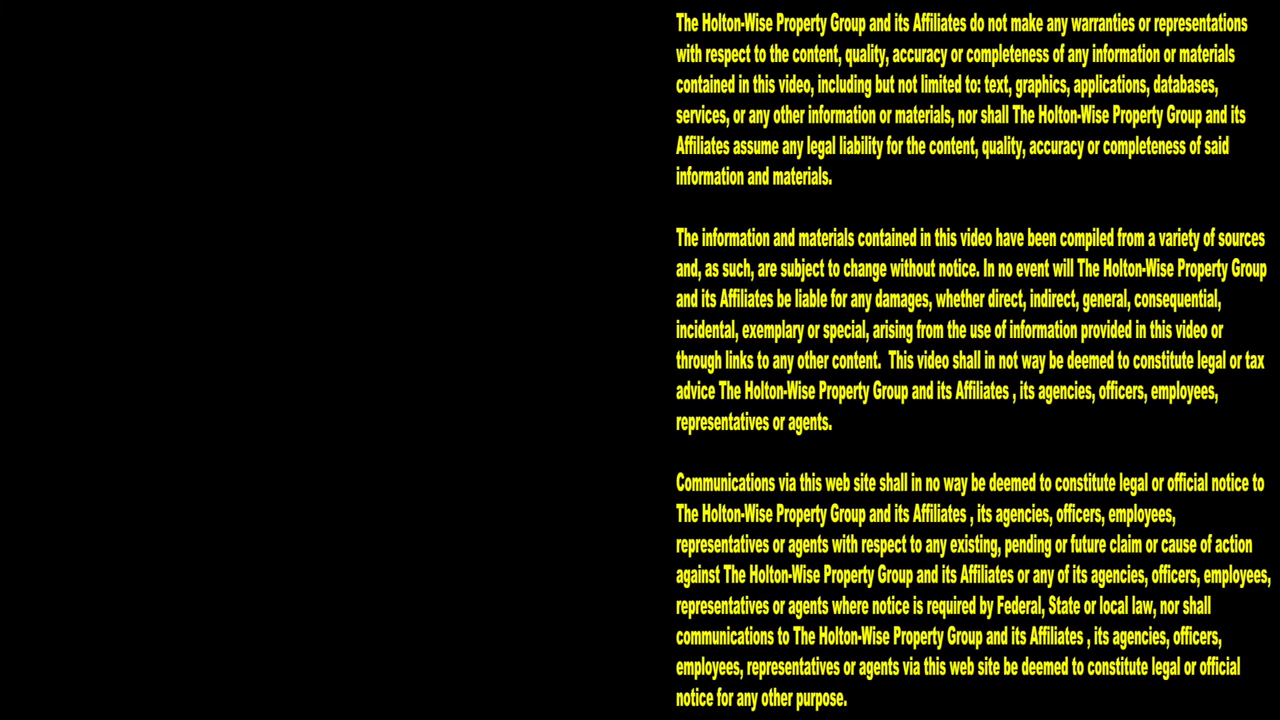 The Holton-Wise Property Group and its Affiliates do not make any warranties or representations
with respect to the content, quality, accuracy or completeness of any information or materials
contained in this video, including but not limited to: text, graphics, applications, databases,
services, or any other information or materials, nor shall The Holton-Wise Property Group and its
Affiliates assume any legal liability for the content, quality, accuracy or completeness of said
information and materials.
The information and materials contained in this video have been compiled from a variety of sources
and, as such, are subject to change without notice. In no event will The Holton-Wise Property Group
and its Affiliates be liable for any damages, whether direct, indirect, general, consequential,
incidental, exemplary or special, arising from the use of information provided in this video or
through links to any other content.  This video shall in not way be deemed to constitute legal or tax
advice The Holton-Wise Property Group and its Affiliates , its agencies, officers, employees,
representatives or agents.
Communications via this web site shall in no way be deemed to constitute legal or official notice to
The Holton-Wise Property Group and its Affiliates , its agencies, officers, employees,
representatives or agents with respect to any existing, pending or future claim or cause of action
against The Holton-Wise Property Group and its Affiliates or any of its agencies, officers, employees,
representatives or agents where notice is required by Federal, State or local law, nor shall
communications to The Holton-Wise Property Group and its Affiliates , its agencies, officers,
employees, representatives or agents via this web site be deemed to constitute legal or official
notice for any other purpose.